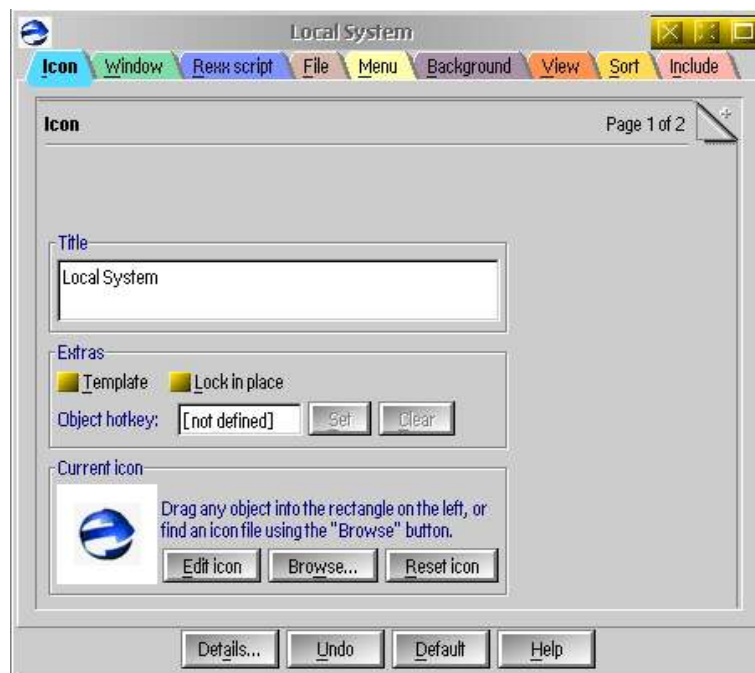 Local System
Icon Window Rexx script File Menu Background View Sort Include
Icon Page 1 of 2
Title
Local System
Extras
Template Lock in place
Object hotkey: [not defined] Set Clear
Current icon
Drag any object into the rectangle on the left, or
find an icon file using the "Browse" button.
Edit icon Browse... Reset icon
Details... Undo Default Help